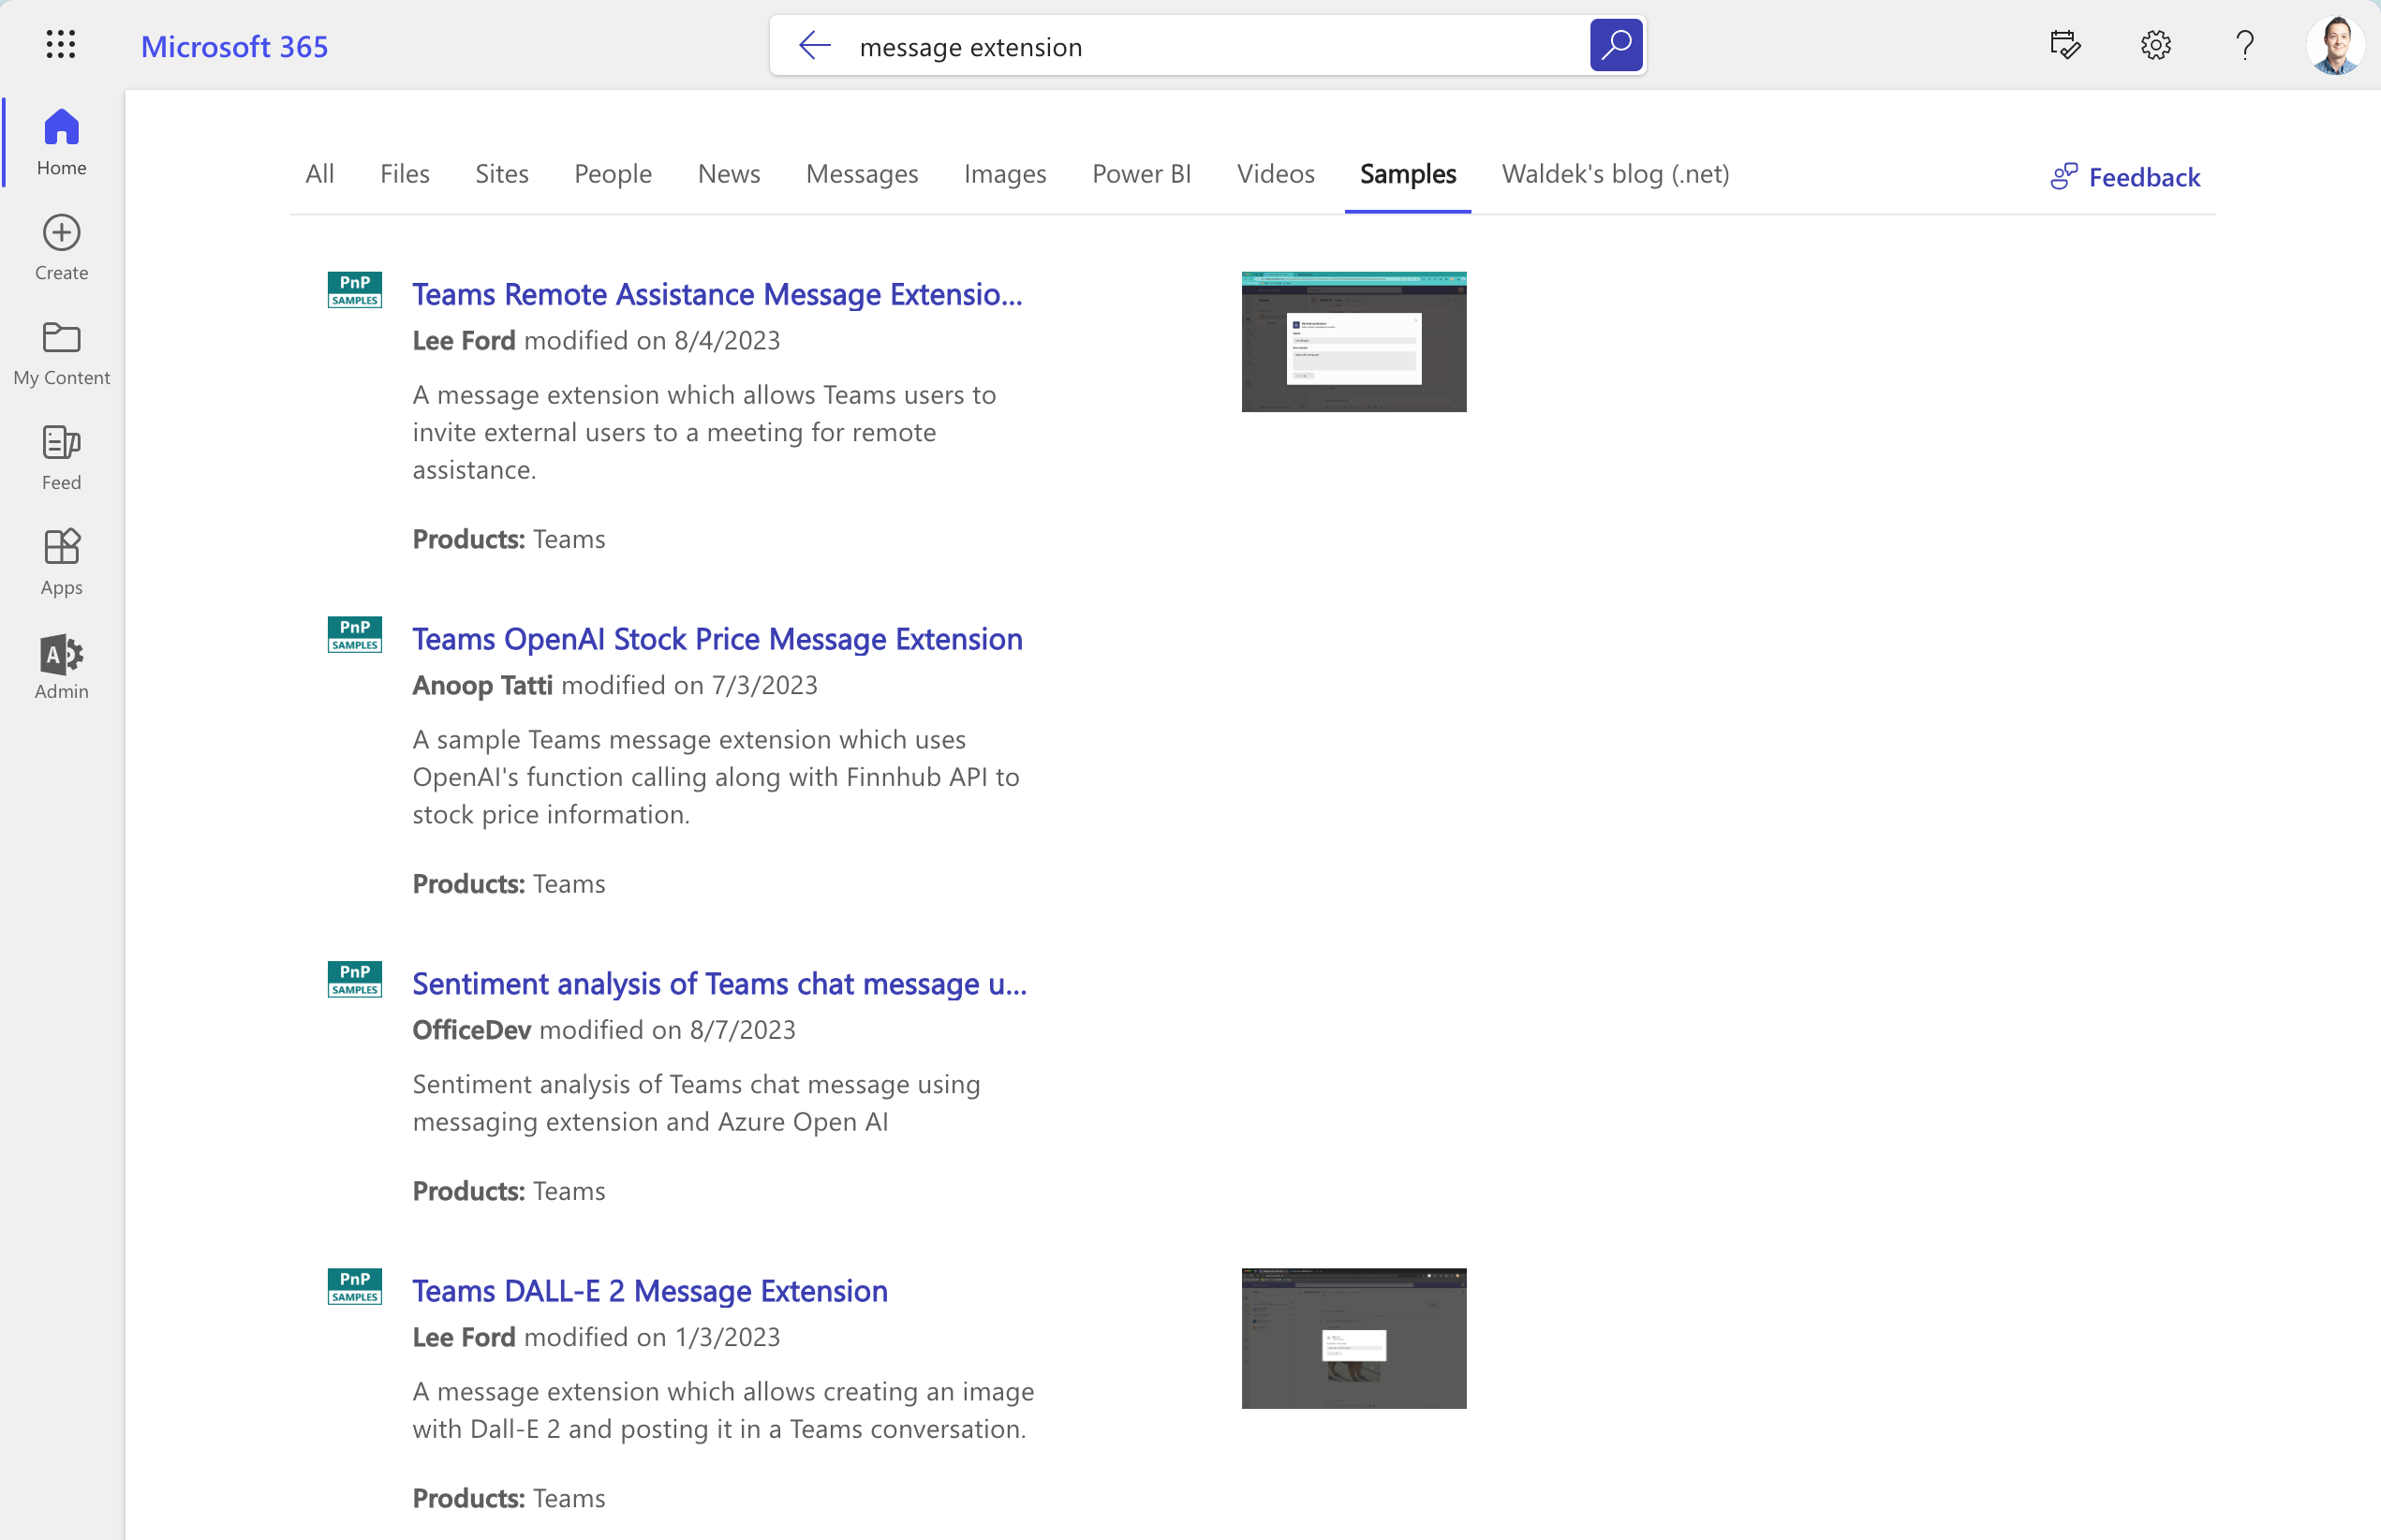 Microsoft 365
message extension
Home
Create
My Content
Feed
Apps
Admin
All Files Sites People News Messages Images Power BI Videos Samples Waldek's blog (.net) Feedback
PnP
SAMPLES
Teams Remote Assistance Message Extensio...
Lee Ford modified on 8/4/2023
A message extension which allows Teams users to
invite external users to a meeting for remote
assistance.
Products: Teams
PnP
SAMPLES
Teams OpenAI Stock Price Message Extension
Anoop Tatti modified on 7/3/2023
A sample Teams message extension which uses
OpenAI's function calling along with Finnhub API to
stock price information.
Products: Teams
PnP
SAMPLES
Sentiment analysis of Teams chat message u...
OfficeDev modified on 8/7/2023
Sentiment analysis of Teams chat message using
messaging extension and Azure Open AI
Products: Teams
PnP
SAMPLES
Teams DALL-E 2 Message Extension
Lee Ford modified on 1/3/2023
A message extension which allows creating an image
with Dall-E 2 and posting it in a Teams conversation.
Products: Teams